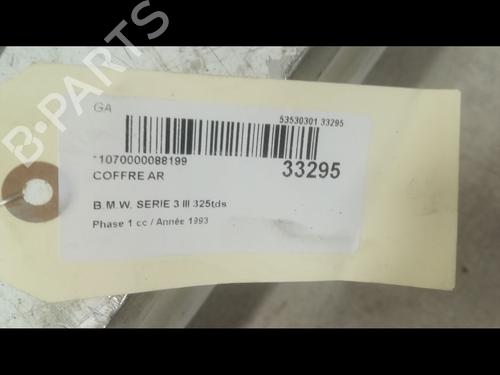 GA
53530301 33295
*1070000088199
33295
COFFRE AR
B.M.W. SERIE 3 III 325tds
Phase 1 cc / Année 1993
B-PARTS